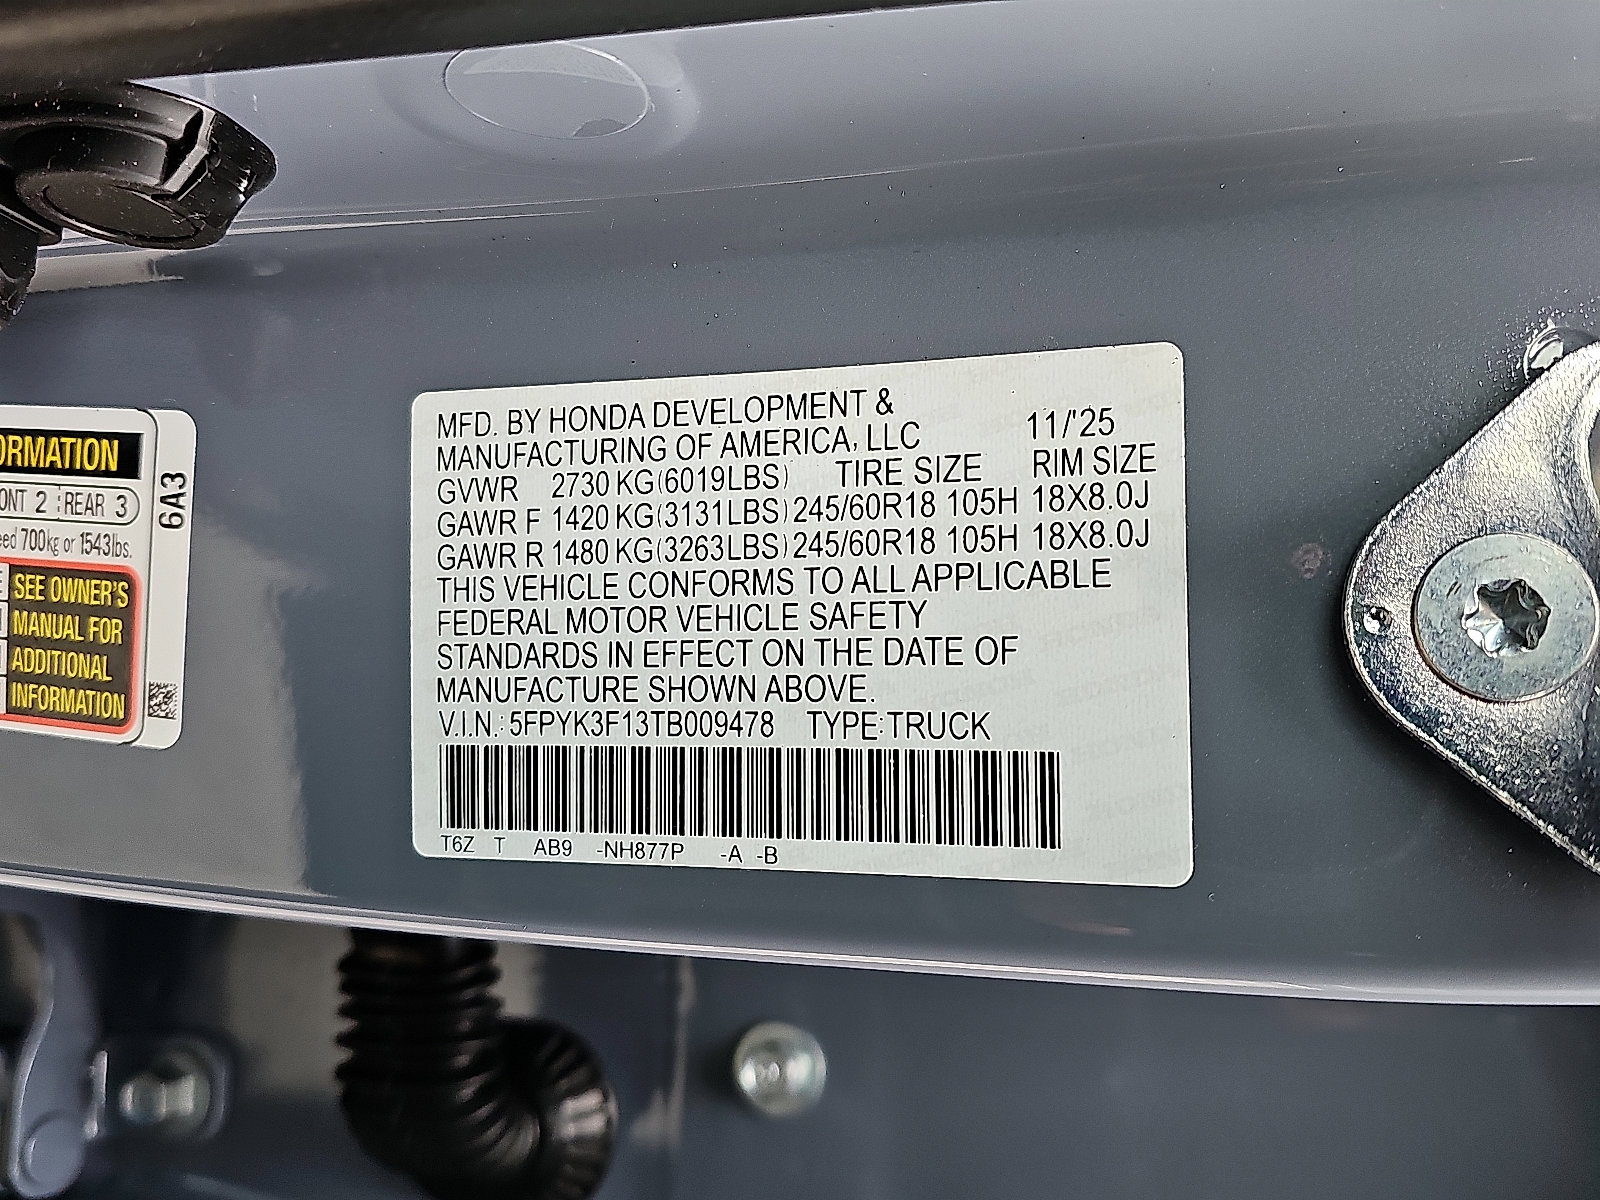 ORMATION
ONT 2 REAR 3
eed 700kg or 1543lbs.
SEE OWNER'S
MANUAL FOR
ADDITIONAL
INFORMATION
6A3
MFD. BY HONDA DEVELOPMENT &
MANUFACTURING OF AMERICA, LLC 11/'25
GVWR 2730 KG(6019LBS) TIRE SIZE RIM SIZE
GAWR F 1420 KG(3131LBS) 245/60R18 105H 18X8.0J
GAWR R 1480 KG(3263LBS) 245/60R18 105H 18X8.0J
THIS VEHICLE CONFORMS TO ALL APPLICABLE
FEDERAL MOTOR VEHICLE SAFETY
STANDARDS IN EFFECT ON THE DATE OF
MANUFACTURE SHOWN ABOVE.
V.I.N.: 5FPYK3F13TB009478 TYPE: TRUCK
T6Z T AB9 -NH877P -A -B